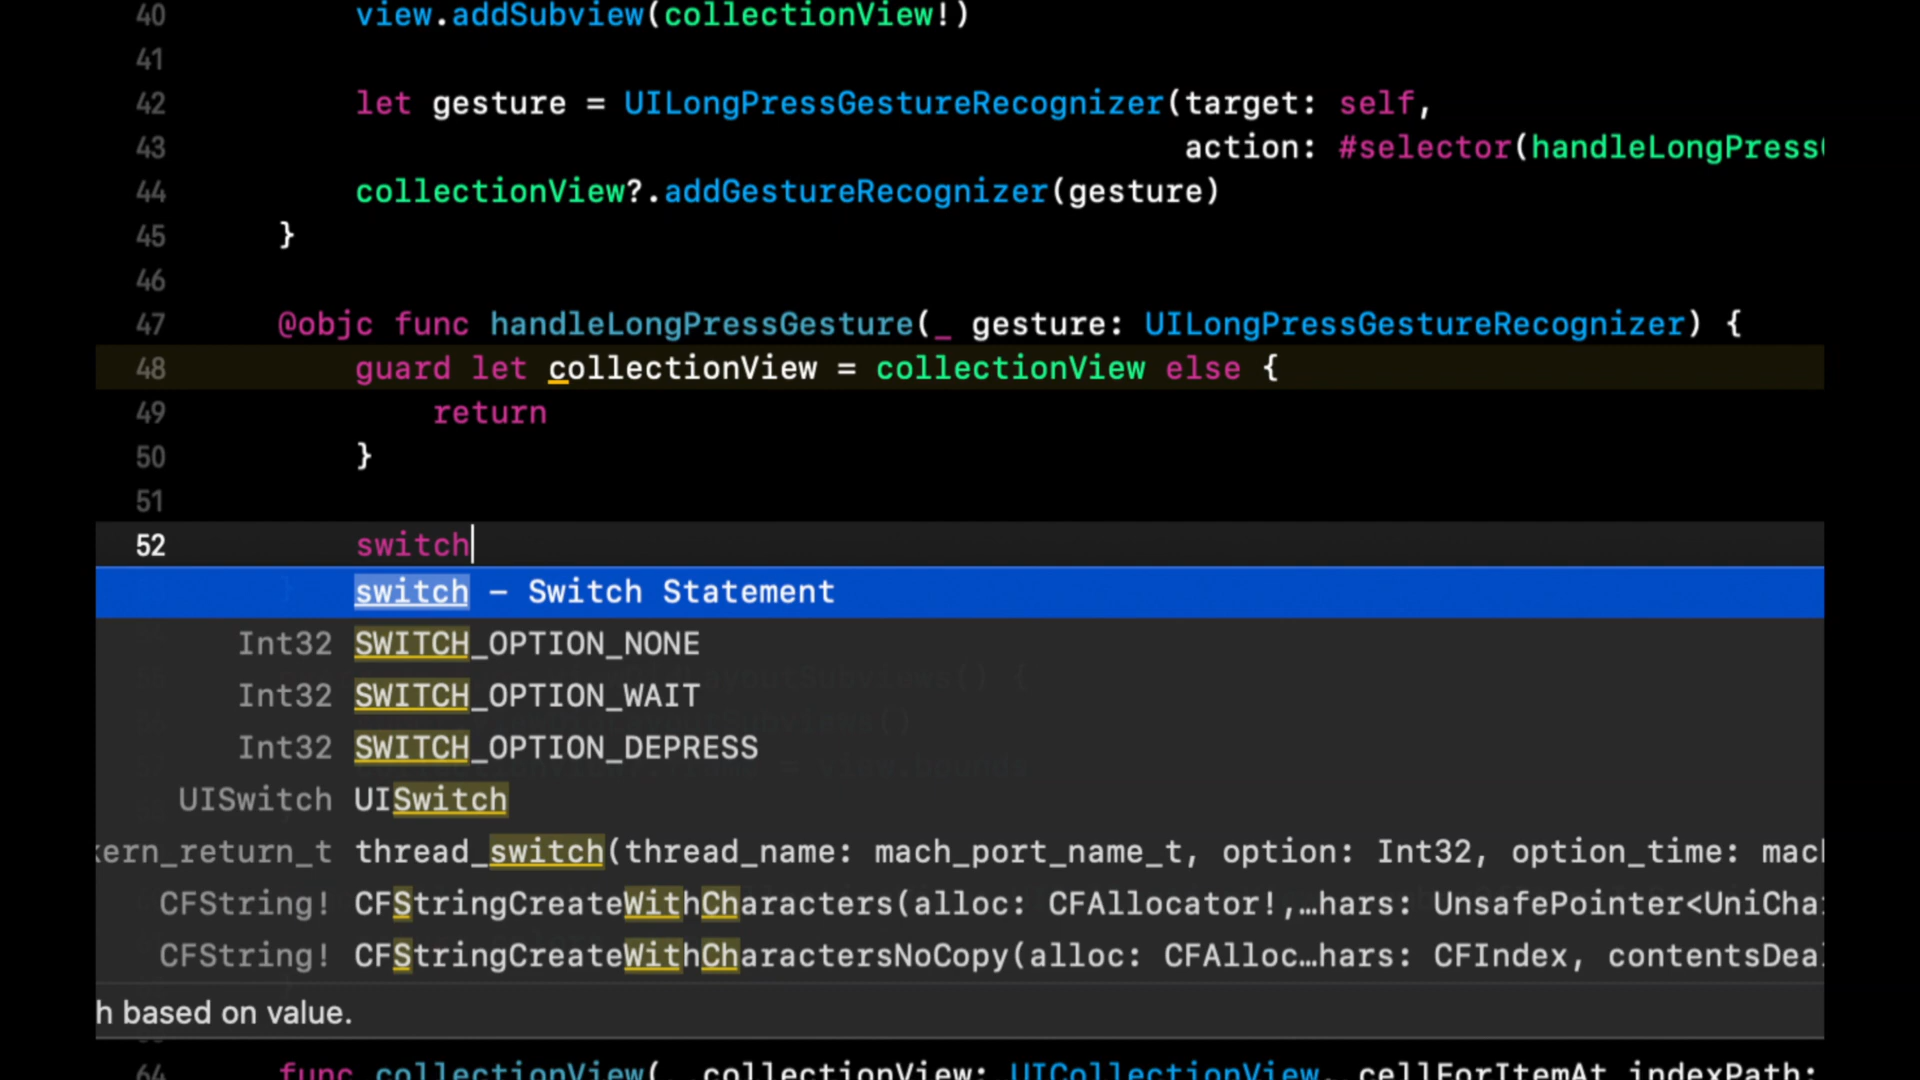 40 view.addSubview(collectionView!)
41
42 let gesture = UILongPressGestureRecognizer(target: self,
43 action: #selector(handleLongPress
44 collectionView?.addGestureRecognizer(gesture)
45 }
46
47 @objc func handleLongPressGesture(_ gesture: UILongPressGestureRecognizer) {
48 guard let collectionView = collectionView else {
49 return
50 }
51
52 switch
switch – Switch Statement
Int32 SWITCH_OPTION_NONE
Int32 SWITCH_OPTION_WAIT
Int32 SWITCH_OPTION_DEPRESS
UISwitch UISwitch
kern_return_t thread_switch(thread_name: mach_port_name_t, option: Int32, option_time: mac
CFString! CFStringCreateWithCharacters(alloc: CFAllocator!,…hars: UnsafePointer<UniCha
CFString! CFStringCreateWithCharactersNoCopy(alloc: CFAlloc…hars: CFIndex, contentsDea
h based on value.
64 func collectionView(_ collectionView: UICollectionView, cellForItemAt indexPath: